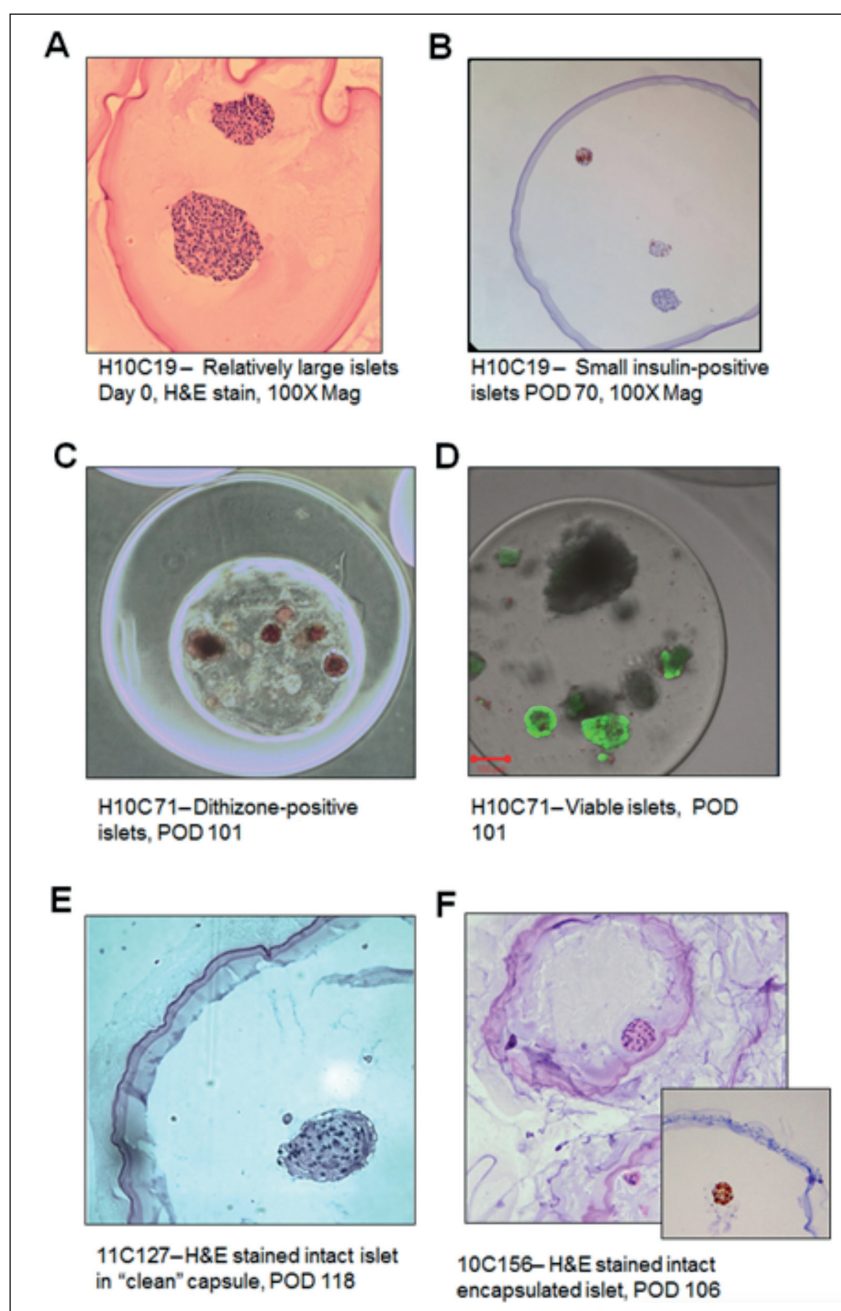 A
B
H10C19 – Relatively large islets
Day 0, H&E stain, 100X Mag
H10C19 – Small insulin-positive
islets POD 70, 100X Mag
C
D
H10C71–Dithizone-positive
islets, POD 101
H10C71–Viable islets, POD
101
E
F
11C127–H&E stained intact islet
in “clean” capsule, POD 118
10C156–H&E stained intact
encapsulated islet, POD 106